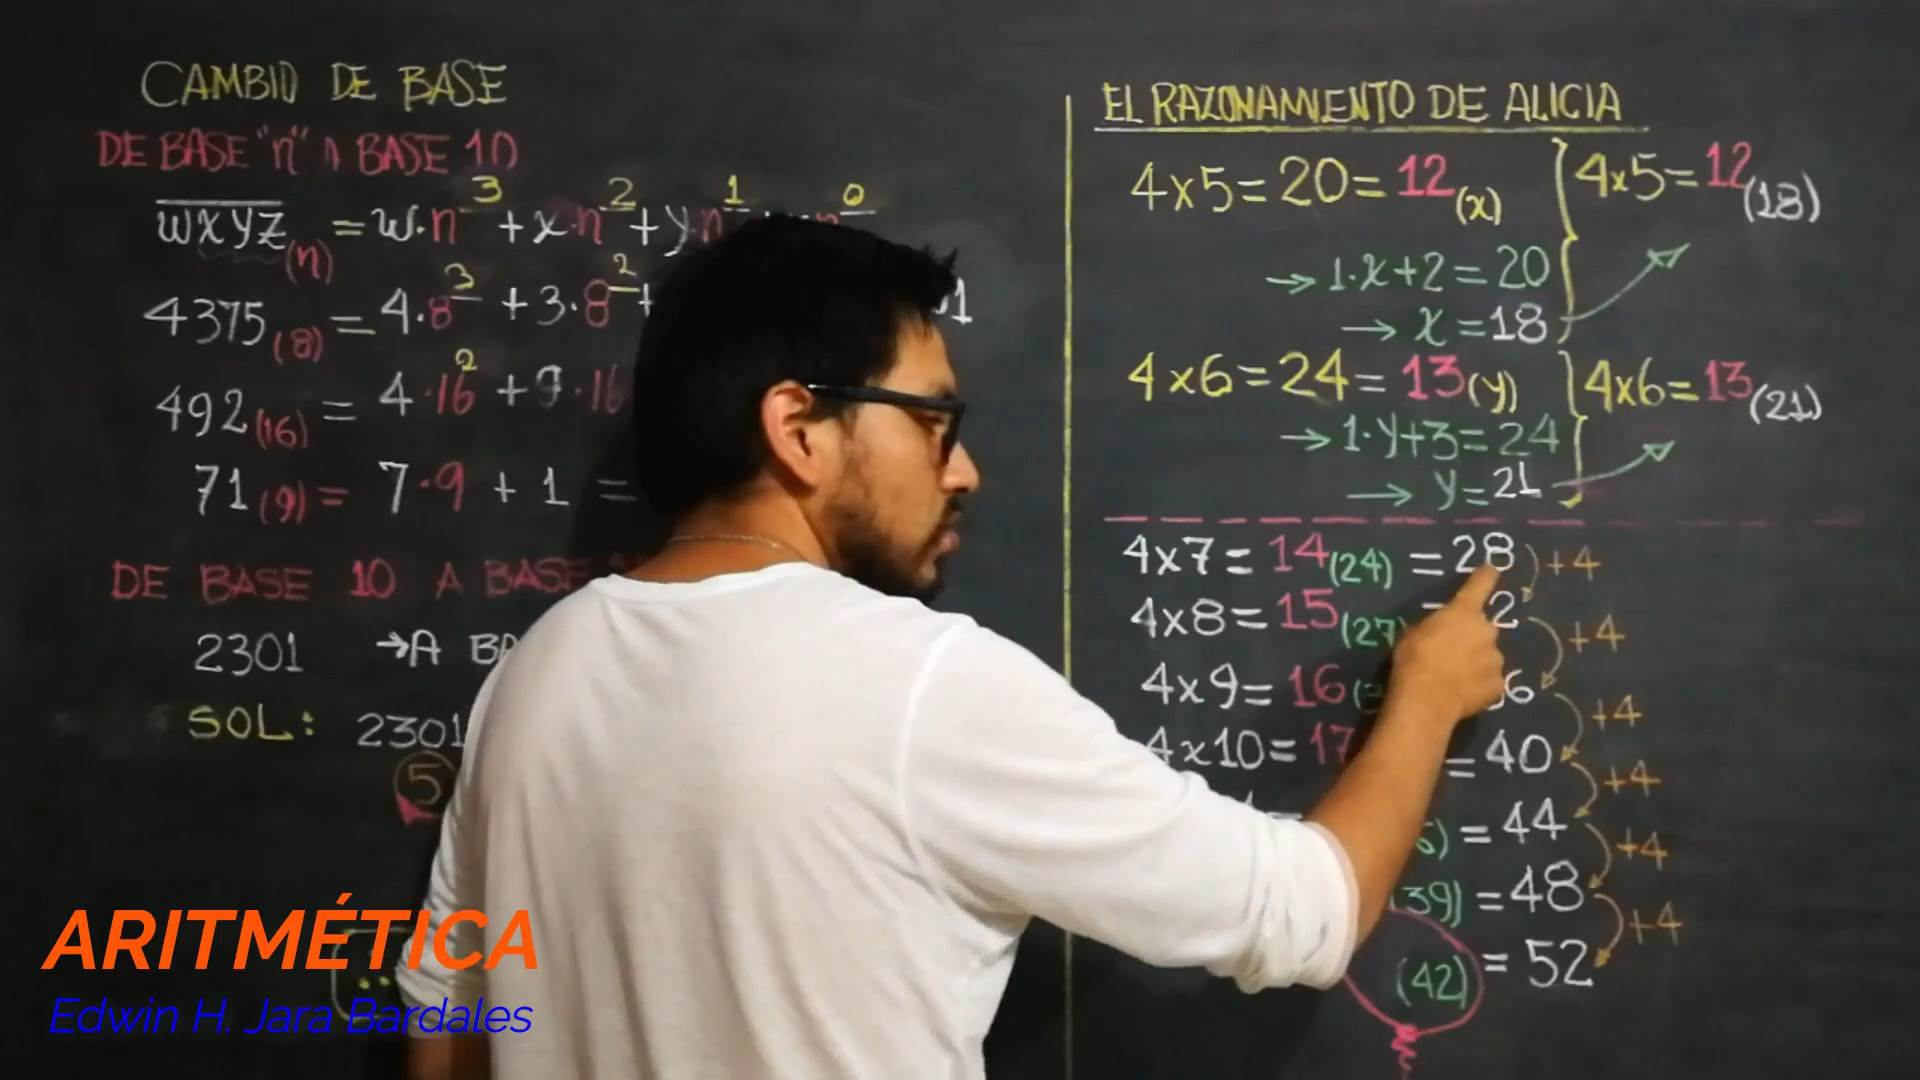 CAMBIO DE BASE
DE BASE "n" A BASE 10
wxyz(n) = w·n³ + x·n² + y·n¹ n⁰
4375(8) = 4·8³ + 3·8² +
492(16) = 4·16² + 9·16
71(9) = 7·9 + 1 =
DE BASE 10 A BASE
2301 →A
SOL: 2301
5
EL RAZONAMIENTO DE ALICIA
4x5=20=12(x) 4x5=12(18)
→ 1·x+2=20
→ x=18
4x6=24=13(y) 4x6=13(21)
→ 1·y+3=24
→ y=21
4x7=14(24) =28 +4
4x8=15(27) = 2 +4
4x9=16 6 +4
4x10=17 =40 +4
=44 +4
(39) =48 +4
(42) =52
ARITMÉTICA
Edwin H. Jara Bardales